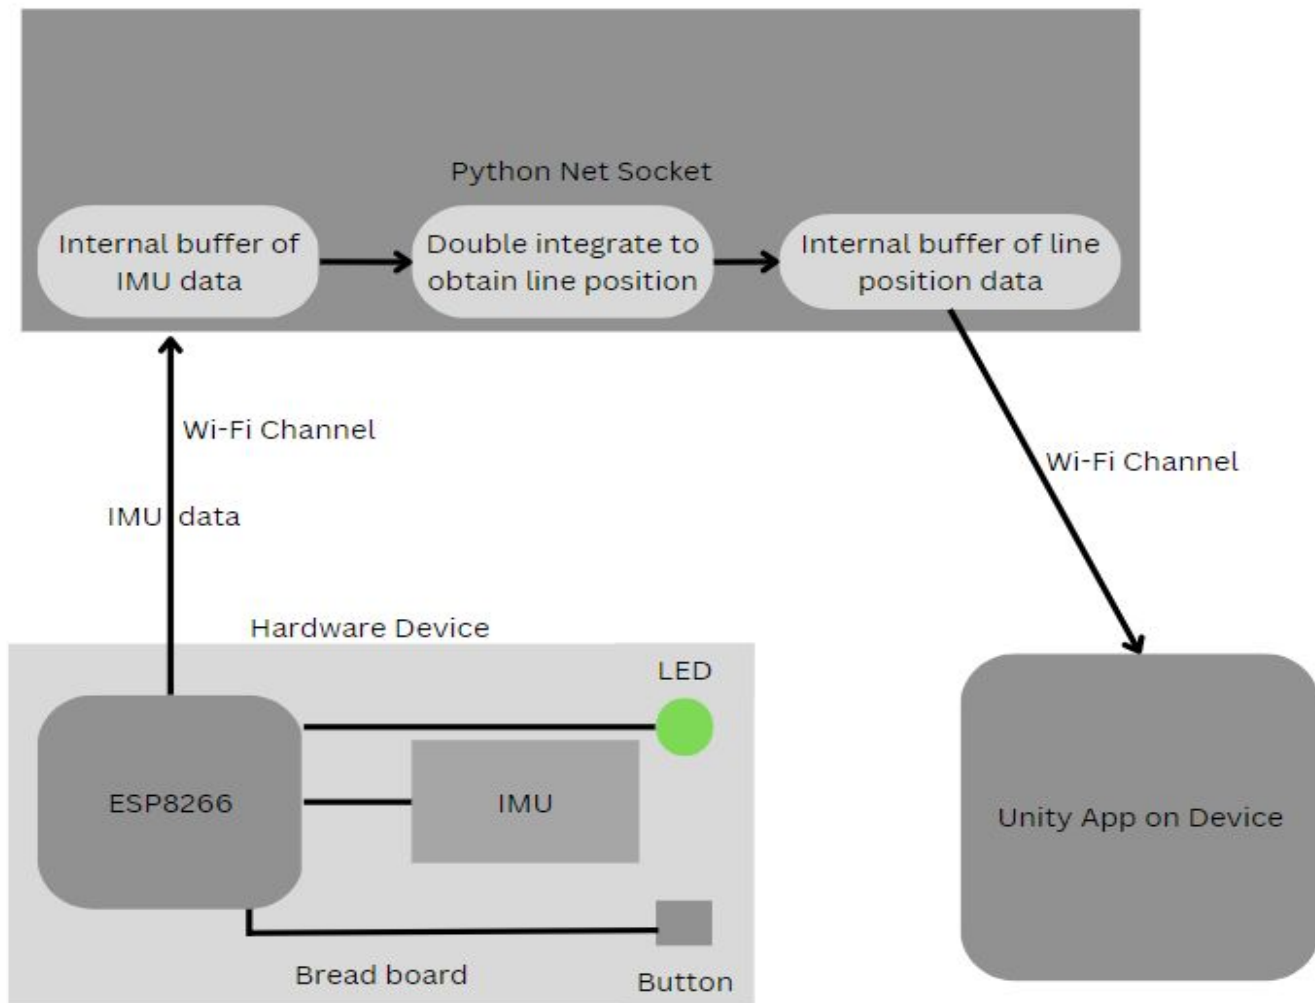 Python Net Socket
Internal buffer of
IMU data
Double integrate to
obtain line position
Internal buffer of line
position data
Wi-Fi Channel
IMU data
Wi-Fi Channel
Hardware Device
LED
ESP8266
IMU
Bread board
Button
Unity App on Device